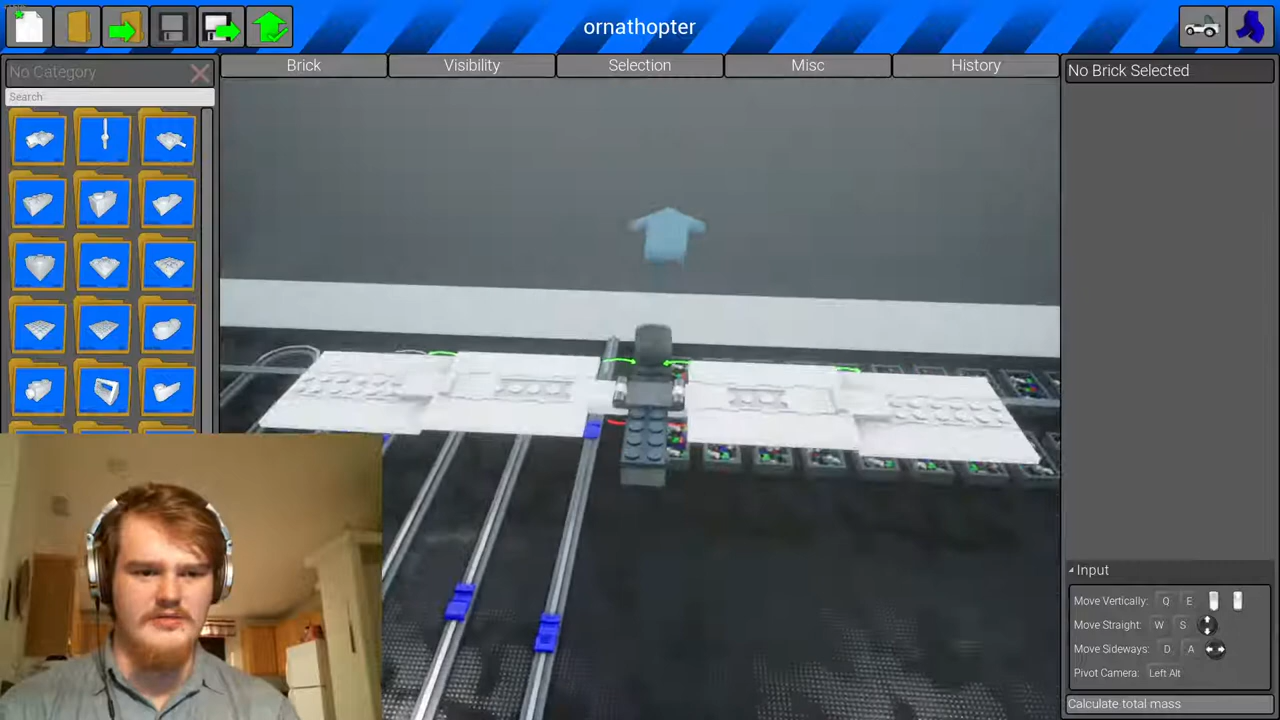 ornathopter
No Category
Search:
Brick
Visibility
Selection
Misc
History
No Brick Selected
Input
Move Vertically: Q E
Move Straight: W S
Move Sideways: D A
Pivot Camera: Left Alt
Calculate total mass